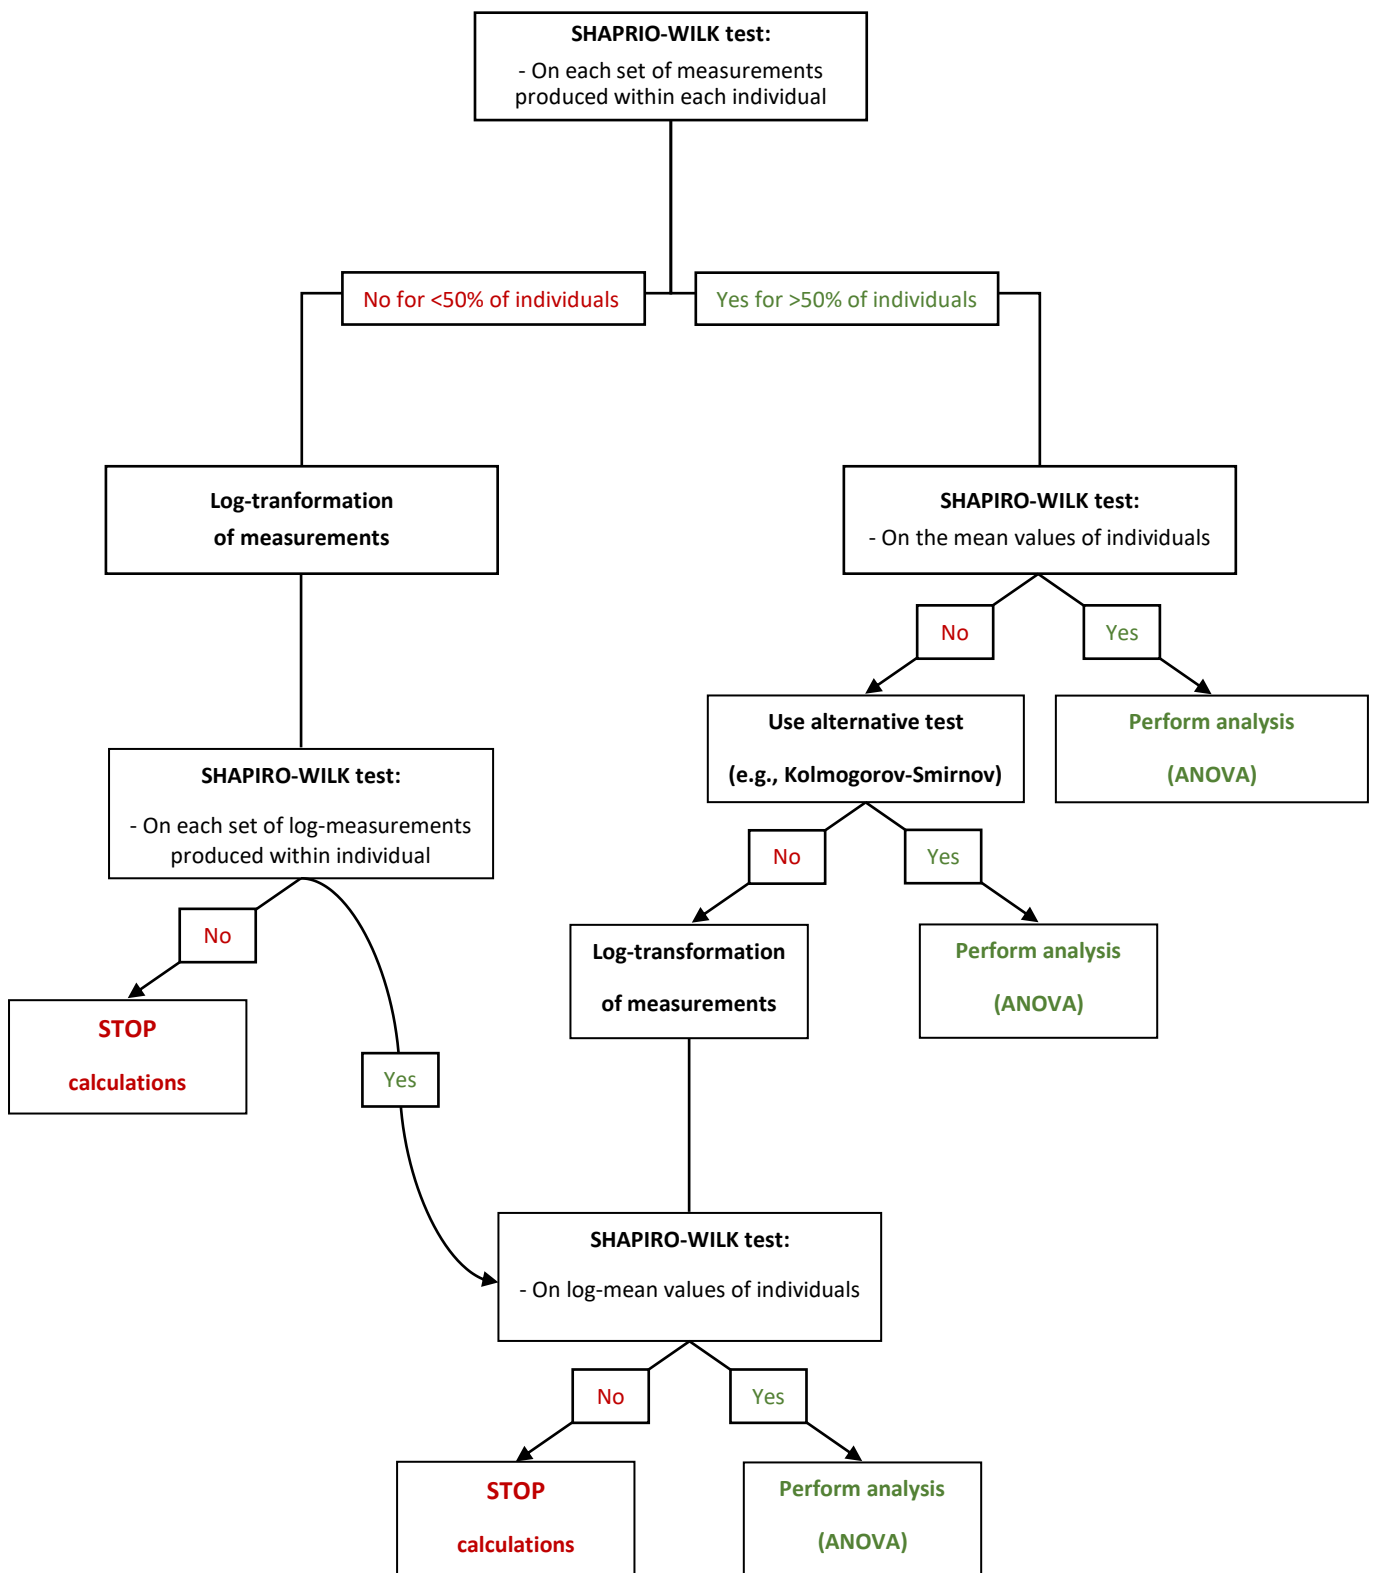 SHAPRIO-WILK test:
- On each set of measurements
produced within each individual
No for <50% of individuals
Yes for >50% of individuals
Log-tranformation
of measurements
SHAPIRO-WILK test:
- On the mean values of individuals
No
Yes
Use alternative test
(e.g., Kolmogorov-Smirnov)
Perform analysis
(ANOVA)
SHAPIRO-WILK test:
- On each set of log-measurements
produced within individual
No
Yes
No
Log-transformation
of measurements
Perform analysis
(ANOVA)
STOP
calculations
Yes
SHAPIRO-WILK test:
- On log-mean values of individuals
No
Yes
STOP
calculations
Perform analysis
(ANOVA)